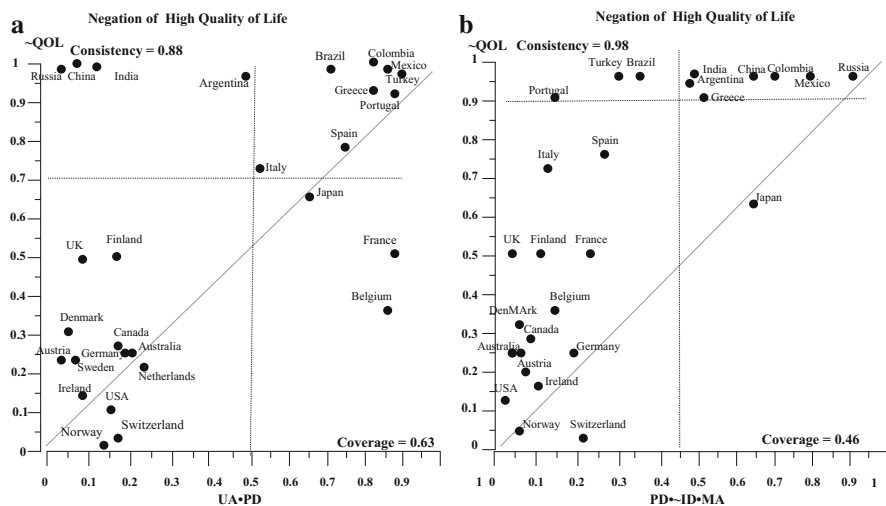 a
Negation of High Quality of Life
~QOL
Consistency = 0.88
1
0.9
0.8
0.7
0.6
0.5
0.4
0.3
0.2
0.1
0
Russia China India
Argentina
Brazil
Colombia
Mexico
Turkey
Greece
Portugal
Spain
Italy
Japan
UK
Finland
France
Belgium
Denmark
Canada
Austria
Germany
Australia
Sweden
Netherlands
Ireland
USA
Norway
Switzerland
Coverage = 0.63
0 0.1 0.2 0.3 0.4 0.5 0.6 0.7 0.8 0.9 1
UA•PD
b
Negation of High Quality of Life
~QOL
Consistency = 0.98
1
0.9
0.8
0.7
0.6
0.5
0.4
0.3
0.2
0.1
0
Turkey Brazil
India
China
Colombia
Russia
Argentina
Mexico
Portugal
Greece
Italy
Spain
Japan
UK
Finland
France
Belgium
DenMArk
Canada
Australia
Germany
Austria
Ireland
USA
Norway
Switzerland
Coverage = 0.46
0 0.1 0.2 0.3 0.4 0.5 0.6 0.7 0.8 0.9 1
PD•~ID•MA